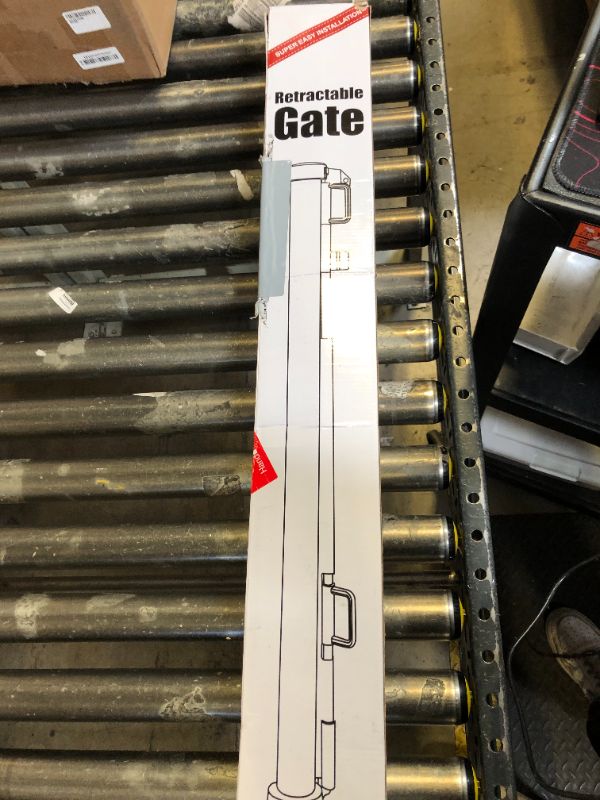 SUPER EASY INSTALLATION
Retractable
Gate